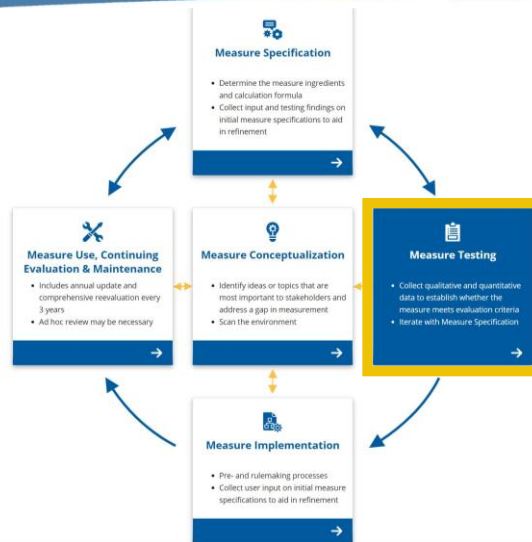 Measure Specification
• Determine the measure ingredients
and calculation formula
• Collect input and testing findings on
initial measure specifications to aid
in refinement
Measure Use, Continuing
Evaluation & Maintenance
• Includes annual update and
comprehensive reevaluation every
3 years
• Ad hoc review may be necessary
Measure Conceptualization
• Identify ideas or topics that are
most important to stakeholders and
address a gap in measurement
• Scan the environment
Measure Testing
• Collect qualitative and quantitative
data to establish whether the
measure meets evaluation criteria
• Iterate with Measure Specification
Measure Implementation
• Pre- and rulemaking processes
• Collect user input on initial measure
specifications to aid in refinement